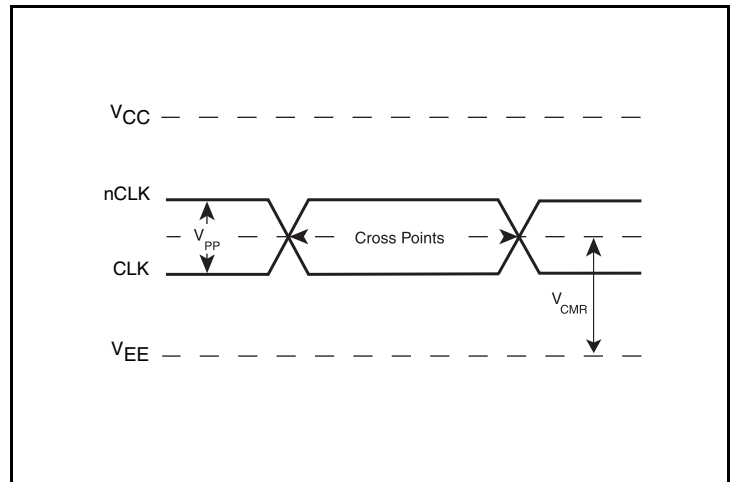 VCC
nCLK
VPP
Cross Points
CLK
VCMR
VEE